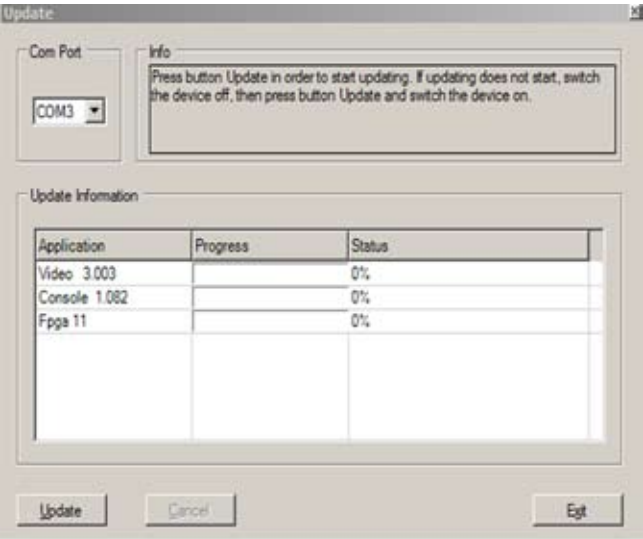 Update
Com Port
Info
COM3
Press button Update in order to start updating. If updating does not start, switch
the device off, then press button Update and switch the device on.
Update Information
Application Progress Status
Video 3.003 0%
Console 1.082 0%
Fpga 11 0%
Update Cancel Exit